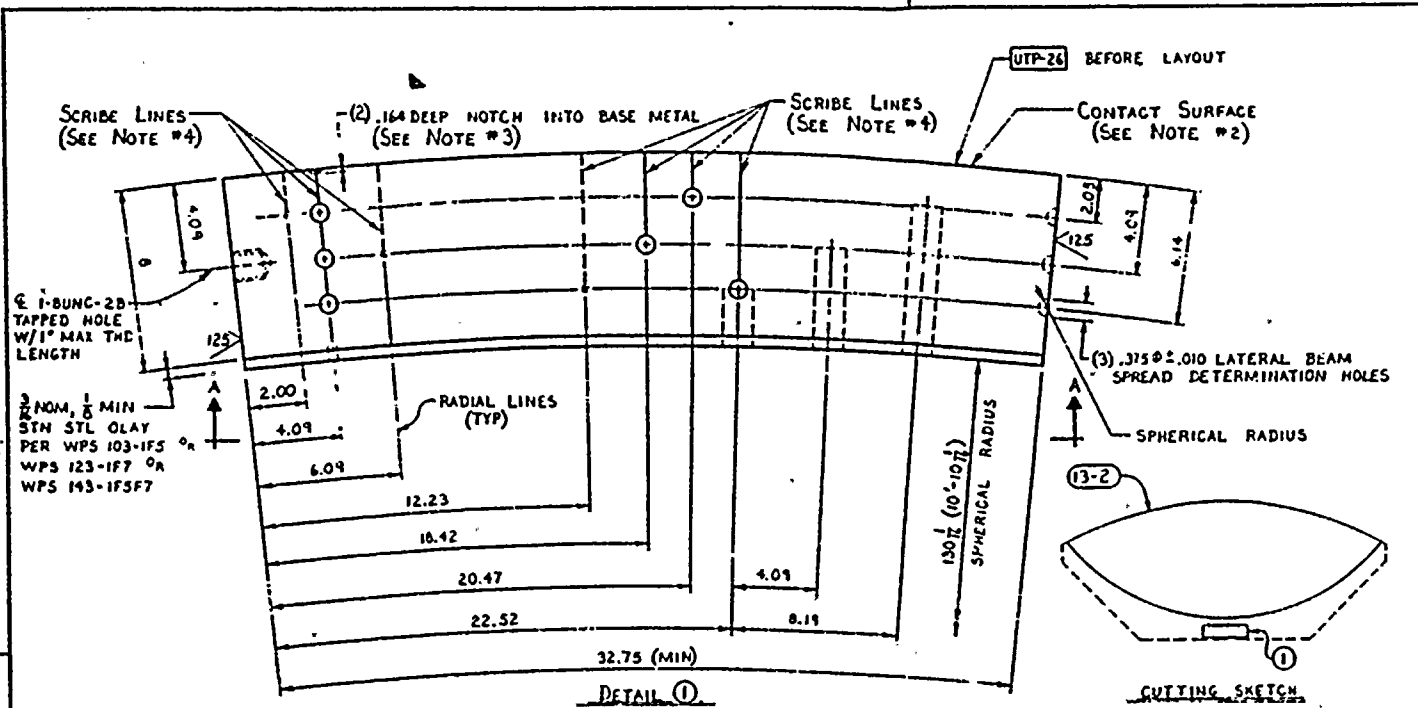 UTP-26 BEFORE LAYOUT
SCRIBE LINES
(SEE NOTE #4)
(2) .164 DEEP NOTCH INTO BASE METAL
(SEE NOTE #3)
SCRIBE LINES
(SEE NOTE #4)
CONTACT SURFACE
(SEE NOTE #2)
4.09
2.05
4.09
6.14
125
℄ 1-8UNC-2B
TAPPED HOLE
W/1" MAX THD
LENGTH
125
(3) .375 Ø ± .010 LATERAL BEAM
SPREAD DETERMINATION HOLES
A
A
NOM, 1/8 MIN
STN STL OLAY
PER WPS 103-1F5 OR
WPS 123-1F7 OR
WPS 143-1F5F7
2.00
4.09
6.09
RADIAL LINES
(TYP)
SPHERICAL RADIUS
12.23
18.42
20.47
22.52
4.09
8.19
SPHERICAL RADIUS
13-2
1
32.75 (MIN)
DETAIL 1
CUTTING SKETCH